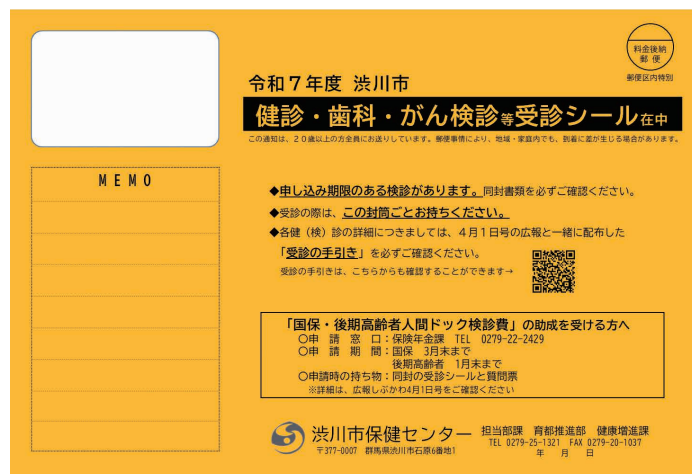 料金後納
郵便
郵便区内特別
令和7年度 渋川市
健診・歯科・がん検診等受診シール在中
この通知は、20歳以上の方全員にお送りしています。郵便事情により、地域・家庭内でも、到着に差が生じる場合があります。
MEMO
◆申し込み期限のある検診があります。同封書類を必ずご確認ください。
◆受診の際は、この封筒ごとお持ちください。
◆各健(検)診の詳細につきましては、4月1日号の広報と一緒に配布した
「受診の手引き」を必ずご確認ください。
受診の手引きは、こちらからも確認することができます→
「国保・後期高齢者人間ドック検診費」の助成を受ける方へ
○申請窓口:保険年金課 TEL 0279-22-2429
○申請期間:国保 3月末まで
後期高齢者 1月末まで
○申請時の持ち物:同封の受診シールと質問票
※詳細は、広報しぶかわ4月1日号をご確認ください
渋川市保健センター
〒377-0007 群馬県渋川市石原6番地1
担当部課 育都推進部 健康増進課
TEL 0279-25-1321 FAX 0279-20-1037
年 月 日